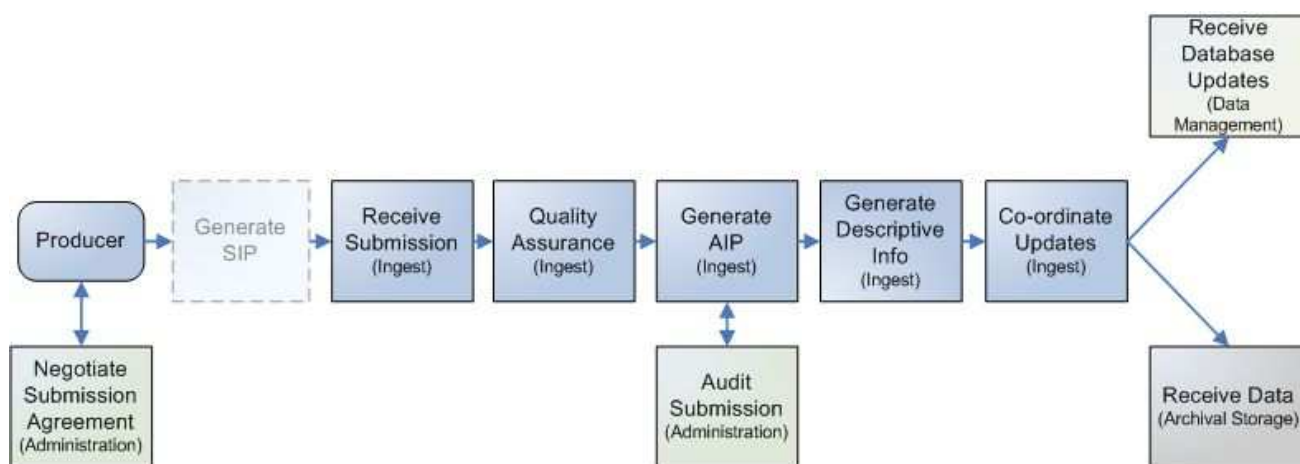 Receive
Database
Updates
(Data
Management)
Producer
Generate
SIP
Receive
Submission
(Ingest)
Quality
Assurance
(Ingest)
Generate
AIP
(Ingest)
Generate
Descriptive
Info
(Ingest)
Co-ordinate
Updates
(Ingest)
Negotiate
Submission
Agreement
(Administration)
Audit
Submission
(Administration)
Receive Data
(Archival Storage)